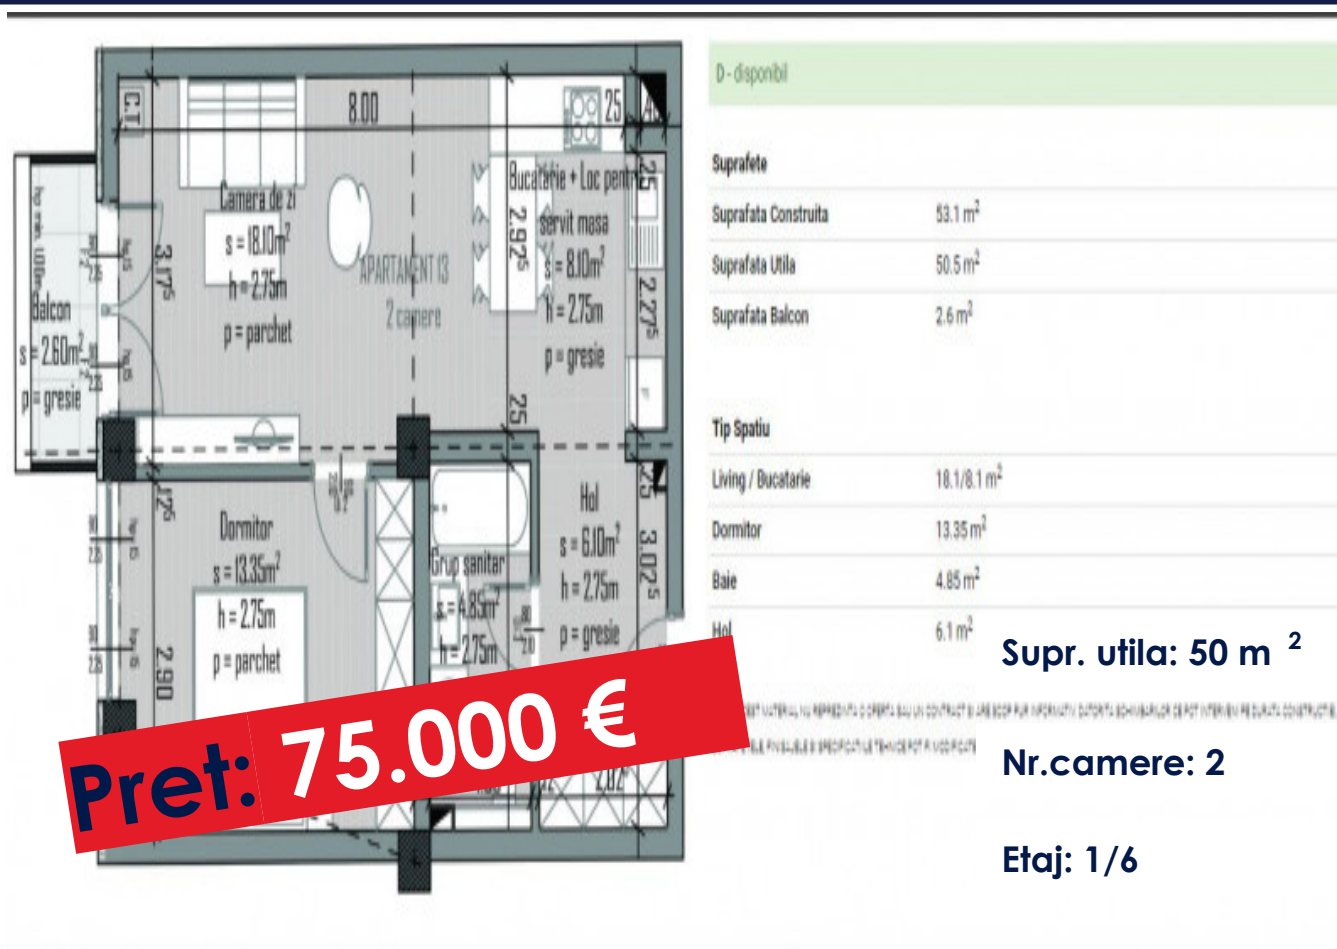 C.T.
8.00
25
Bucatarie + Loc pentru
servit masa
s = 8.10m²
h = 2.75m
p = gresie
Camera de zi
s = 18.10m²
h = 2.75m
p = parchet
APARTAMENT 13
2 camere
3.17⁵
2.92⁵
25
2.27⁵
25
Balcon
s = 2.60m²
p = gresie
Dormitor
s = 13.35m²
h = 2.75m
p = parchet
12⁵
2.90
Grup sanitar
s = 4.85m²
h = 2.75m
Hol
s = 6.10m²
h = 2.75m
p = gresie
25
3.02⁵
2.02
Pret: 75.000 €
D - disponibil
Suprafete
Suprafata Construita 53.1 m²
Suprafata Utila 50.5 m²
Suprafata Balcon 2.6 m²
Tip Spatiu
Living / Bucatarie 18.1/8.1 m²
Dormitor 13.35 m²
Baie 4.85 m²
Hol 6.1 m²
Supr. utila: 50 m ²
Nr.camere: 2
Etaj: 1/6